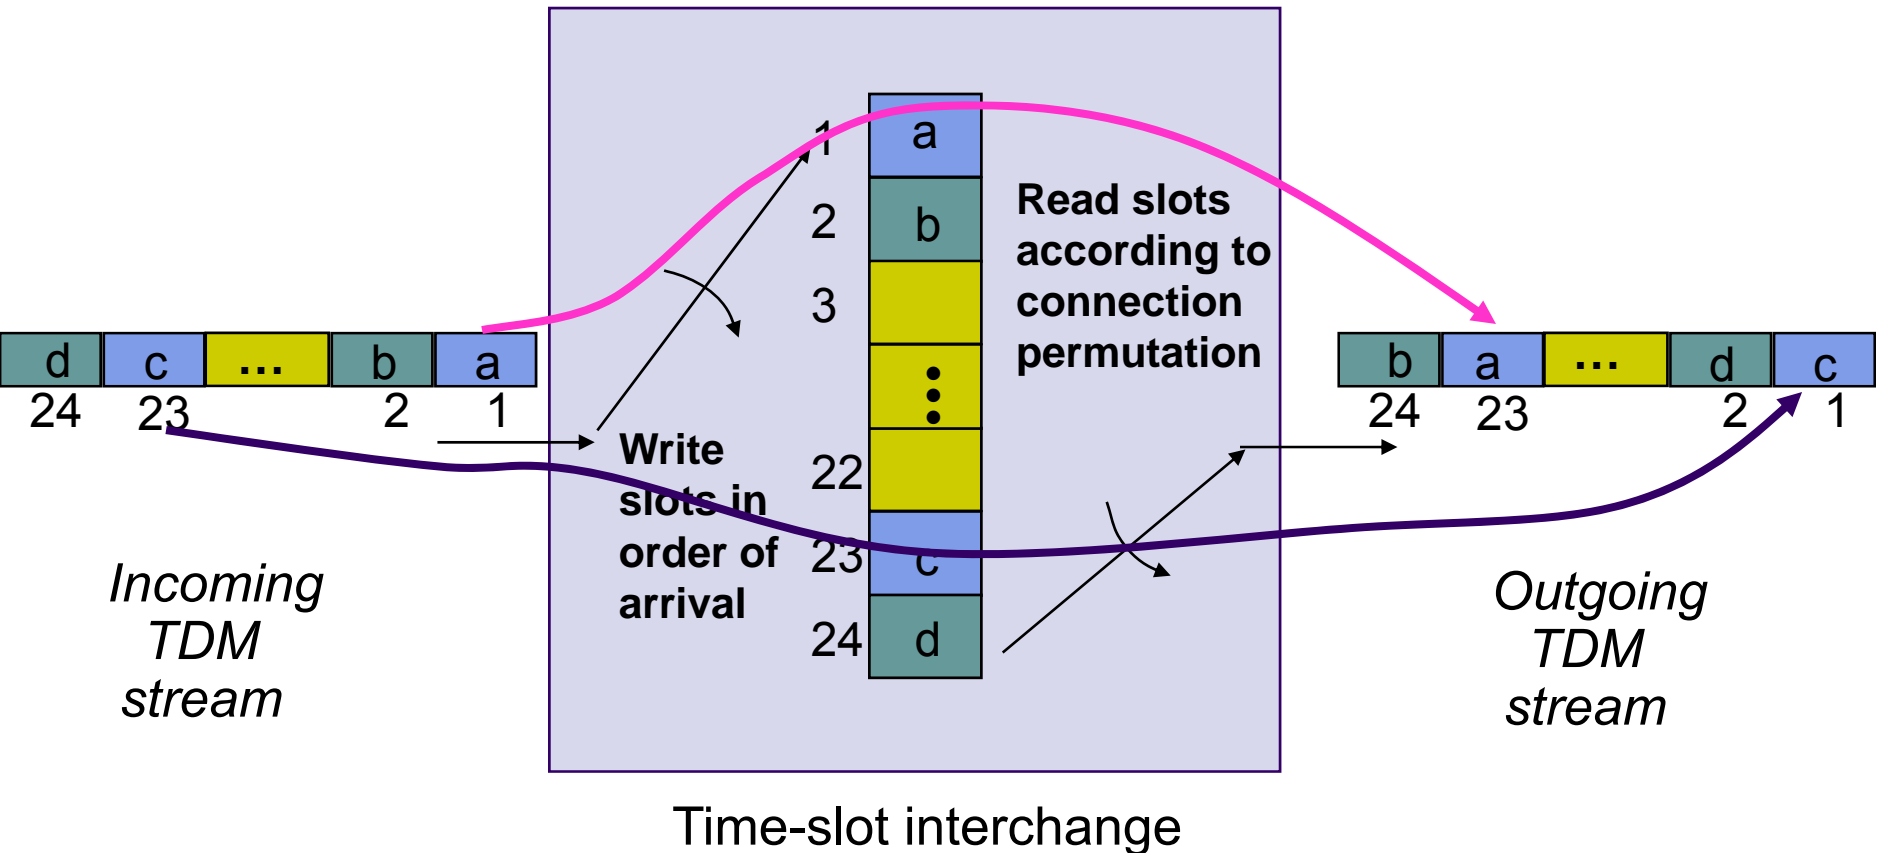 1 a
2 b
3
⋮
22
23 c
24 d
Read slots
according to
connection
permutation
d c ... b a
24 23 2 1
Write
slots in
order of
arrival
b a ... d c
24 23 2 1
Incoming
TDM
stream
Outgoing
TDM
stream
Time-slot interchange